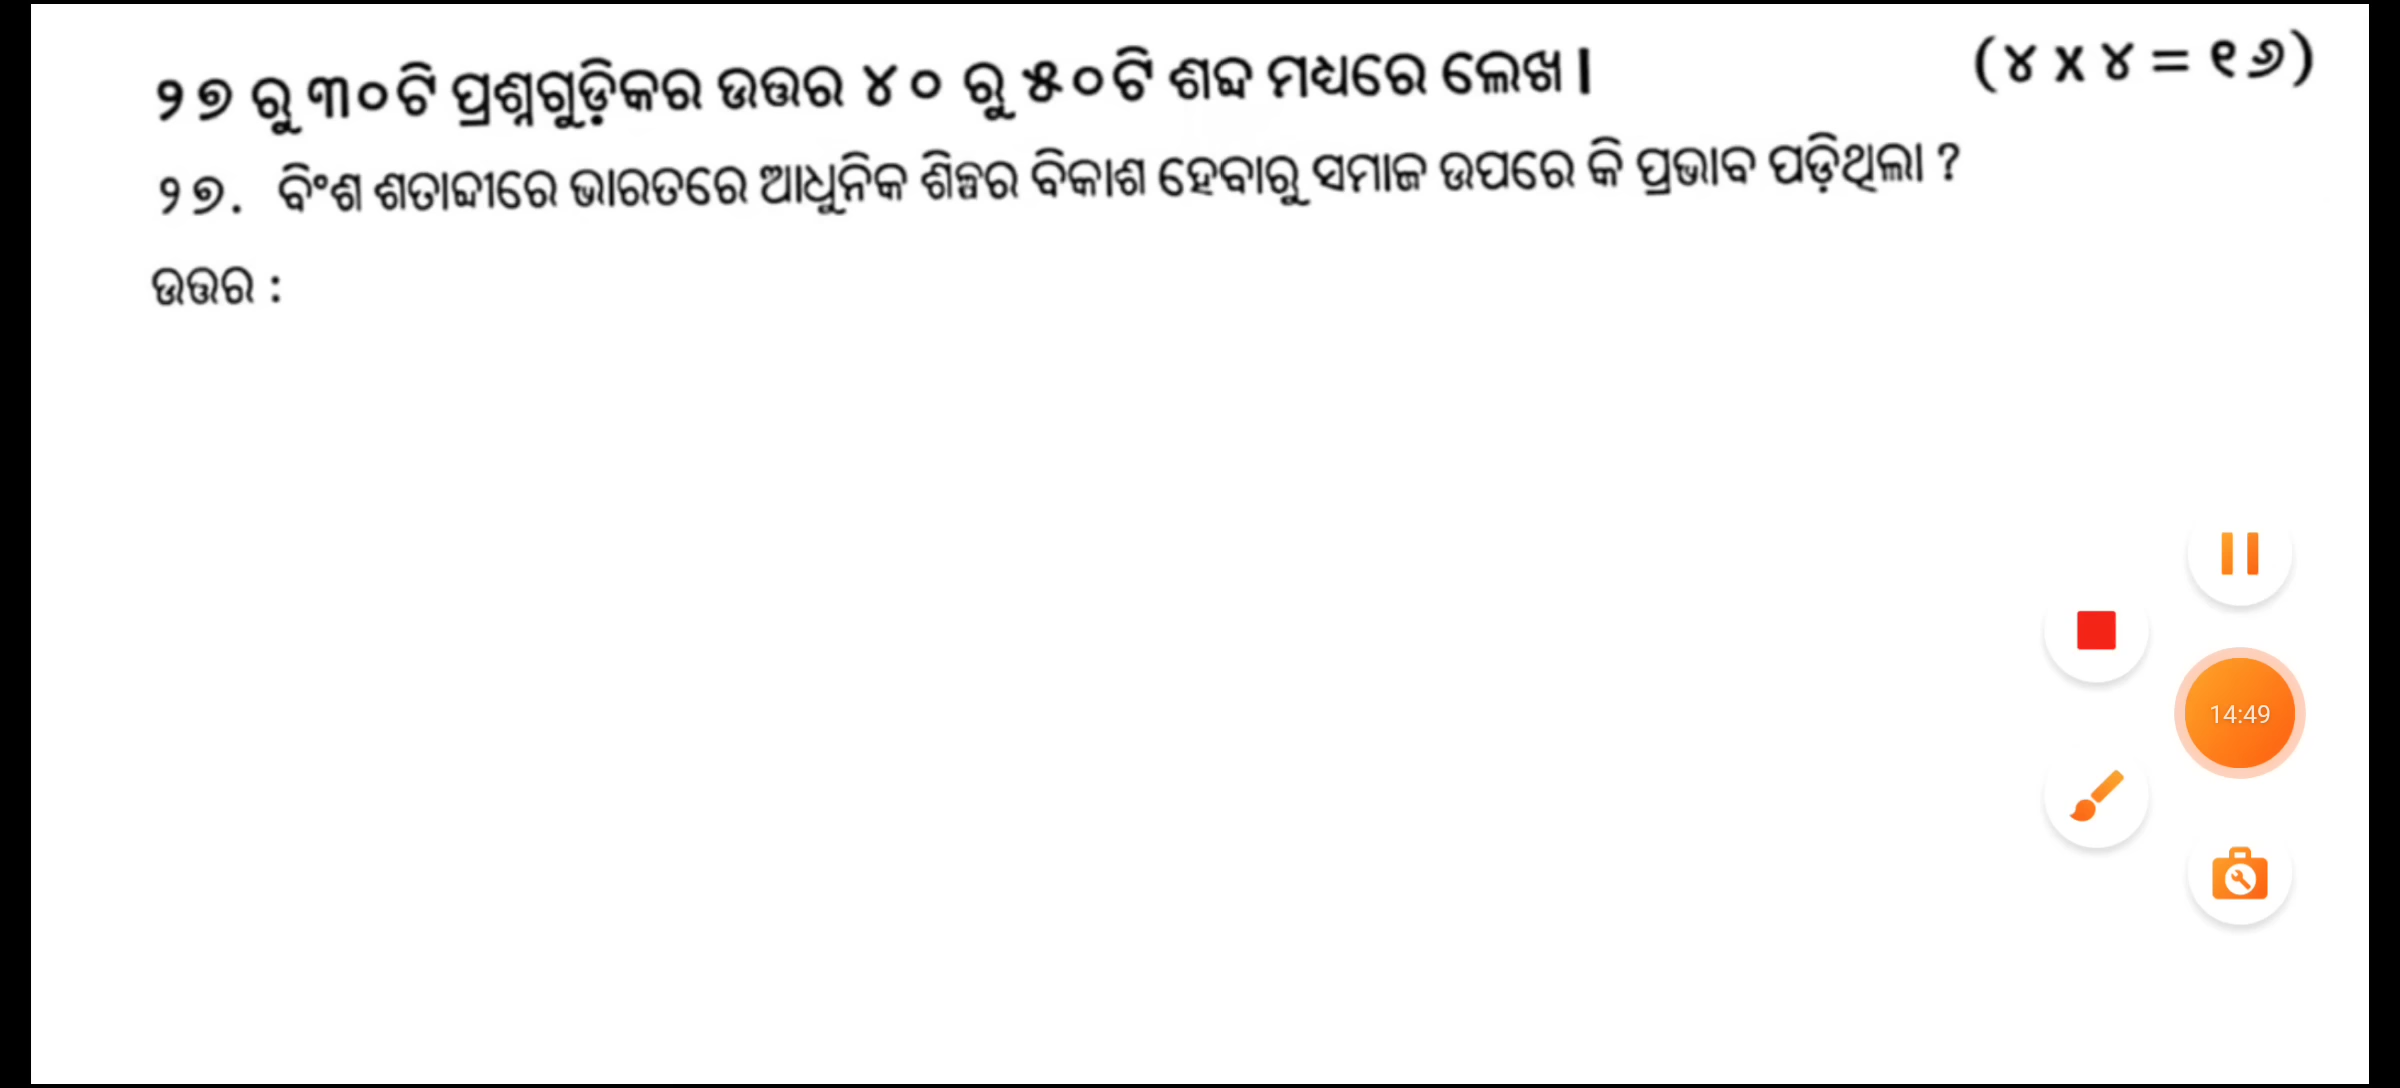 ୨୭ ରୁ ୩୦ଟି ପ୍ରଶ୍ନଗୁଡ଼ିକର ଉତ୍ତର ୪୦ ରୁ ୫୦ଟି ଶବ୍ଦ ମଧ୍ୟରେ ଲେଖ। (୪ x ୪ = ୧୬)
୨୭. ବିଂଶ ଶତାବ୍ଦୀରେ ଭାରତରେ ଆଧୁନିକ ଶିଳ୍ପର ବିକାଶ ହେବାରୁ ସମାଜ ଉପରେ କି ପ୍ରଭାବ ପଡ଼ିଥିଲା ?
ଉତ୍ତର :
14:49